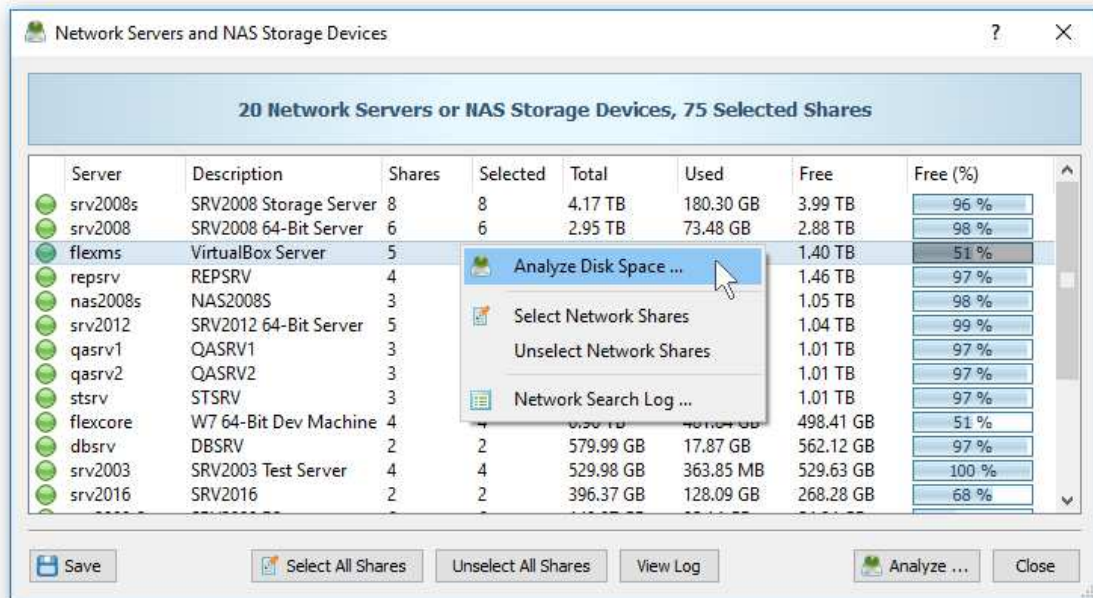 Network Servers and NAS Storage Devices
20 Network Servers or NAS Storage Devices, 75 Selected Shares
Server Description Shares Selected Total Used Free Free (%)
srv2008s SRV2008 Storage Server 8 8 4.17 TB 180.30 GB 3.99 TB 96 %
srv2008 SRV2008 64-Bit Server 6 6 2.95 TB 73.48 GB 2.88 TB 98 %
flexms VirtualBox Server 5 1.40 TB 51 %
Analyze Disk Space ...
repsrv REPSRV 4 1.46 TB 97 %
nas2008s NAS2008S 3 1.05 TB 98 %
Select Network Shares
srv2012 SRV2012 64-Bit Server 5 1.04 TB 99 %
qasrv1 QASRV1 3 1.01 TB 97 %
Unselect Network Shares
qasrv2 QASRV2 3 1.01 TB 97 %
stsrv STSRV 3 1.01 TB 97 %
Network Search Log ...
flexcore W7 64-Bit Dev Machine 4 498.41 GB 51 %
dbsrv DBSRV 2 2 579.99 GB 17.87 GB 562.12 GB 97 %
srv2003 SRV2003 Test Server 4 4 529.98 GB 363.85 MB 529.63 GB 100 %
srv2016 SRV2016 2 2 396.37 GB 128.09 GB 268.28 GB 68 %
Save Select All Shares Unselect All Shares View Log Analyze ... Close